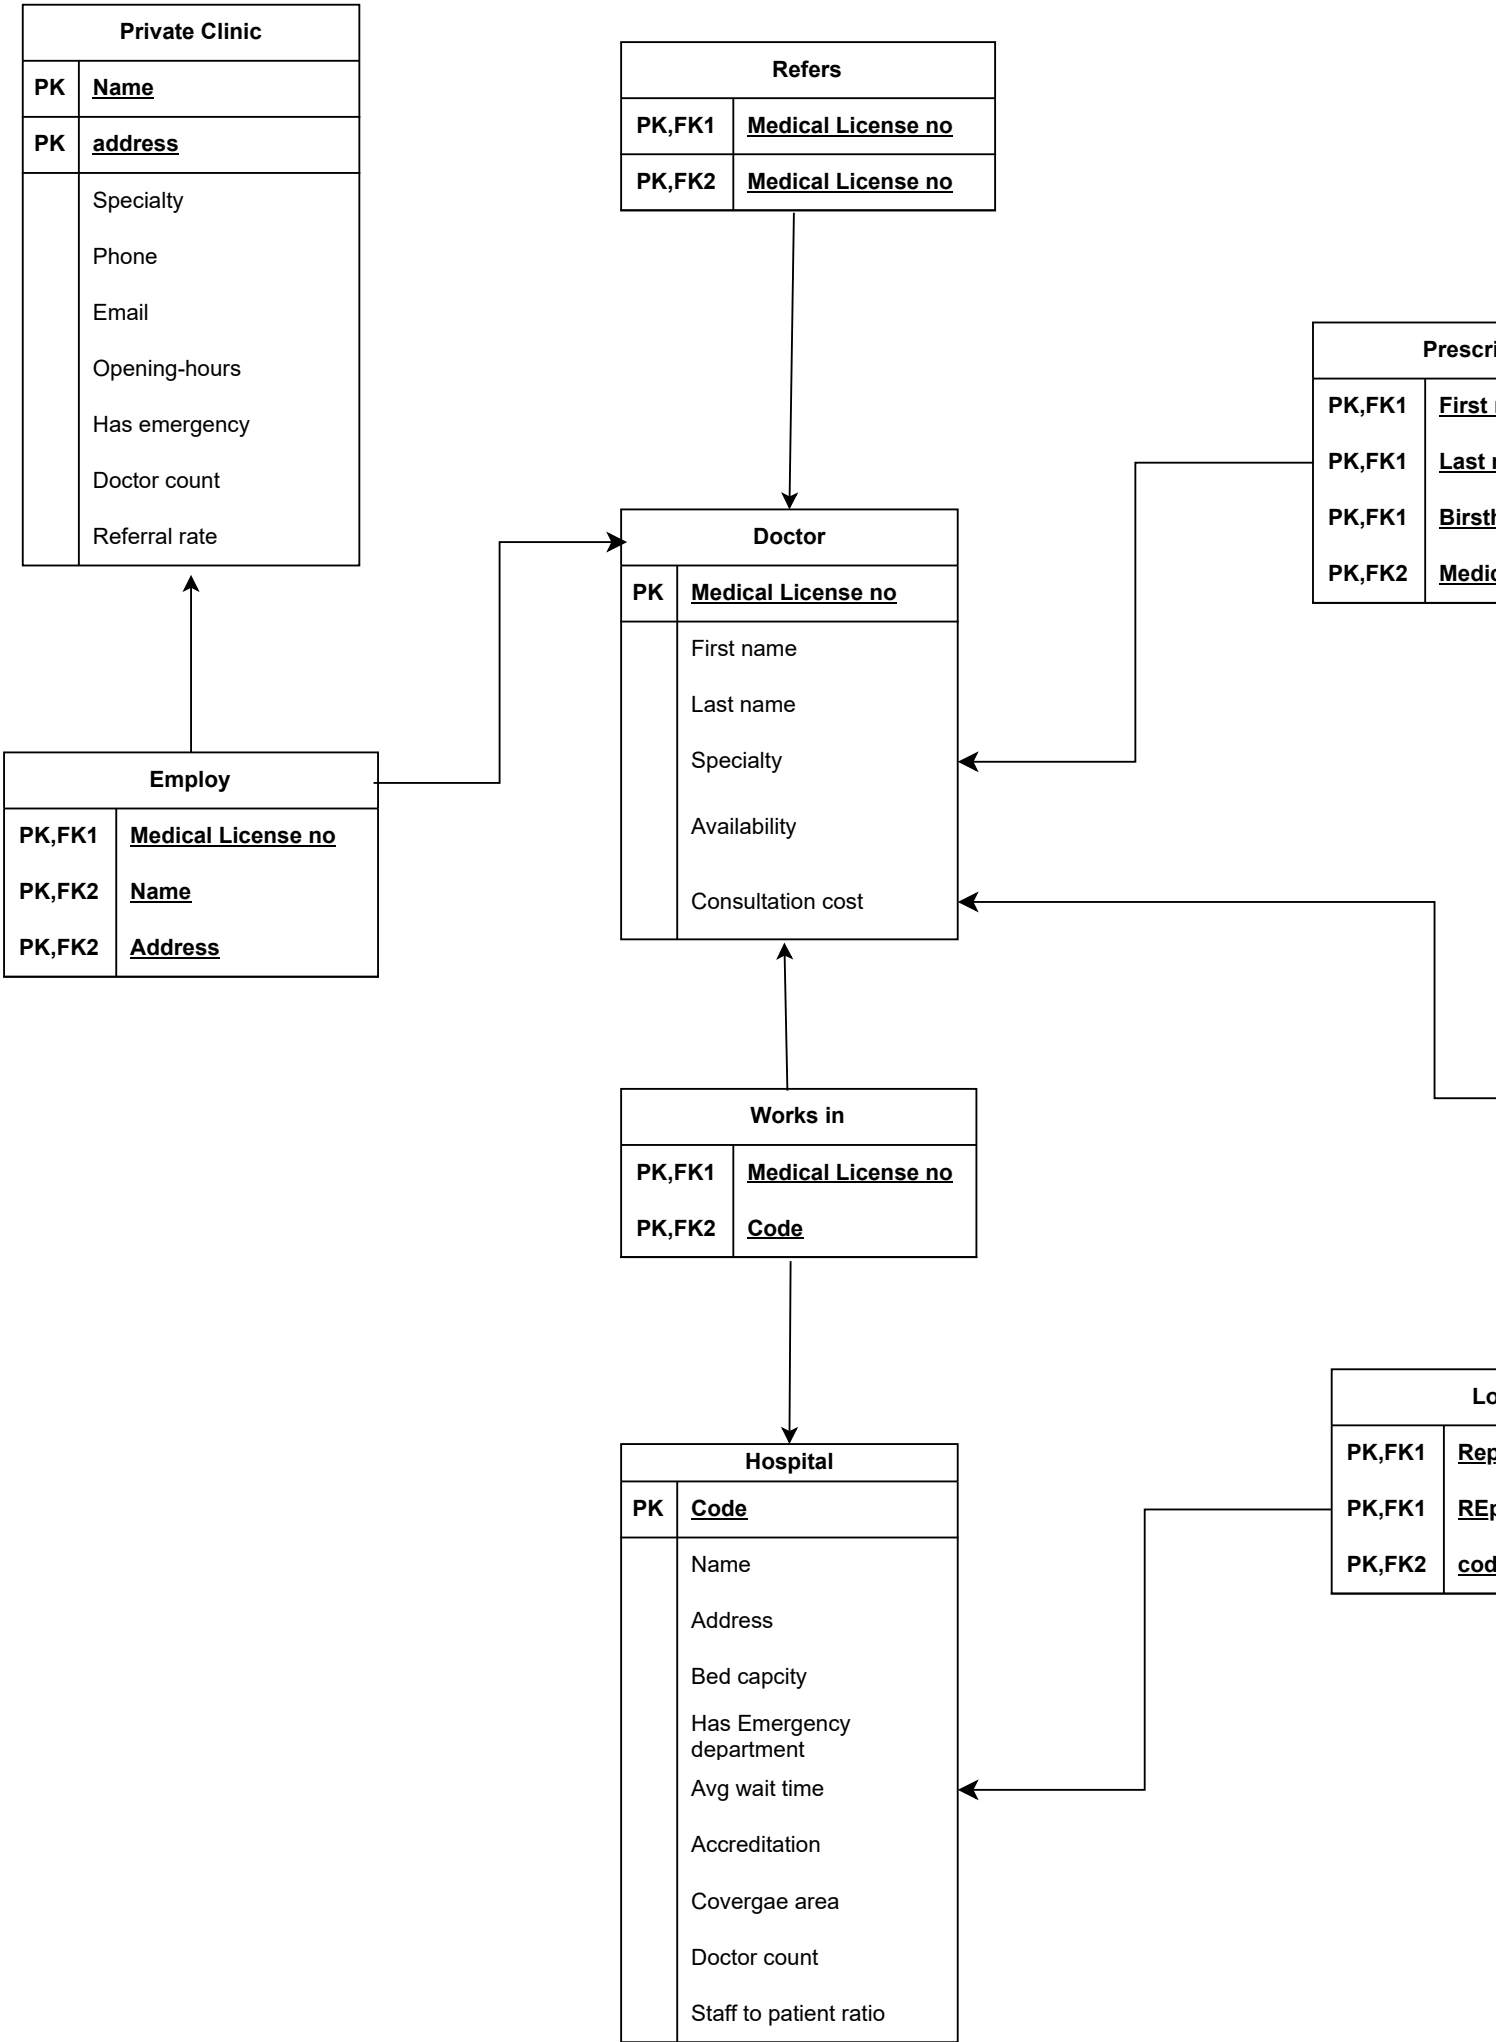 Private Clinic
PK Name
PK address
Specialty
Phone
Email
Opening-hours
Has emergency
Doctor count
Referral rate
Refers
PK,FK1 Medical License no
PK,FK2 Medical License no
PK,FK1 First
PK,FK1 Last
PK,FK1
PK,FK2
Doctor
PK Medical License no
First name
Last name
Specialty
Availability
Consultation cost
Employ
PK,FK1 Medical License no
PK,FK2 Name
PK,FK2 Address
Works in
PK,FK1 Medical License no
PK,FK2 Code
PK,FK1
PK,FK1
PK,FK2
Hospital
PK Code
Name
Address
Bed capcity
Has Emergency
department
Avg wait time
Accreditation
Covergae area
Doctor count
Staff to patient ratio